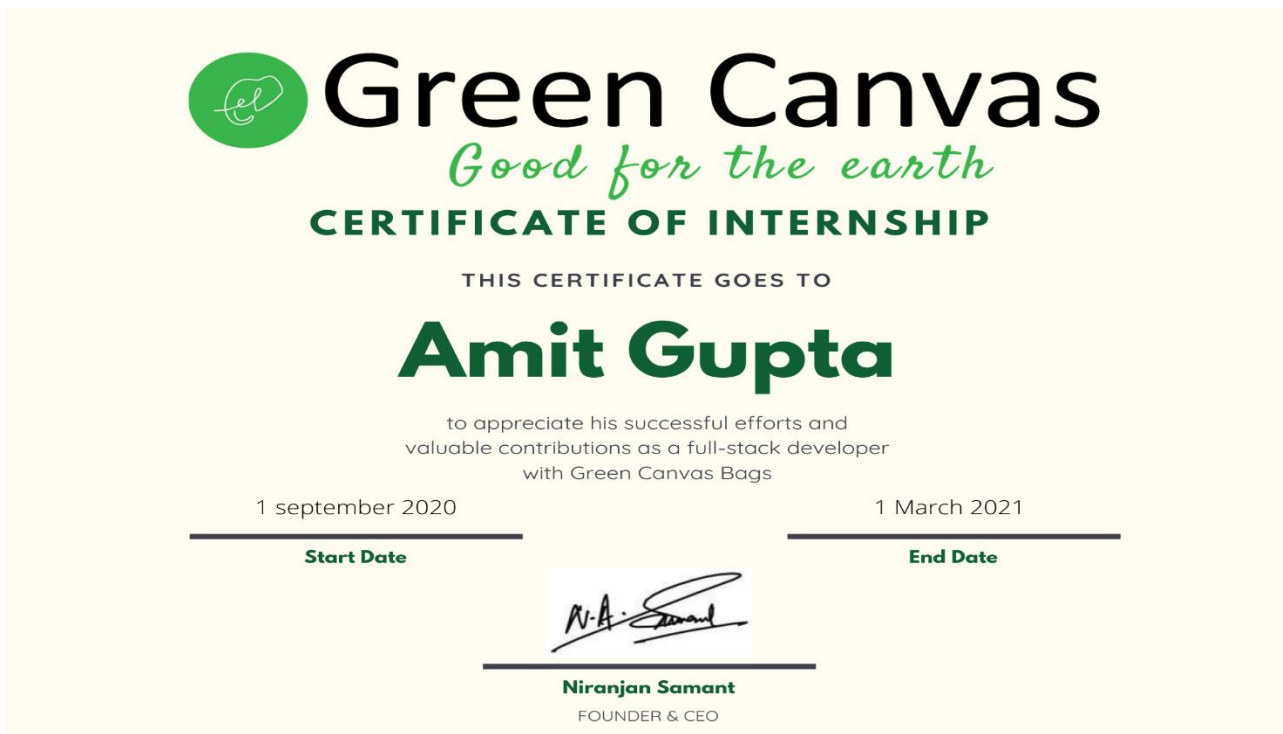 Green Canvas
Good for the earth
CERTIFICATE OF INTERNSHIP
THIS CERTIFICATE GOES TO
Amit Gupta
to appreciate his successful efforts and
valuable contributions as a full-stack developer
with Green Canvas Bags
1 september 2020
1 March 2021
Start Date
End Date
N.A. Samant
Niranjan Samant
FOUNDER & CEO